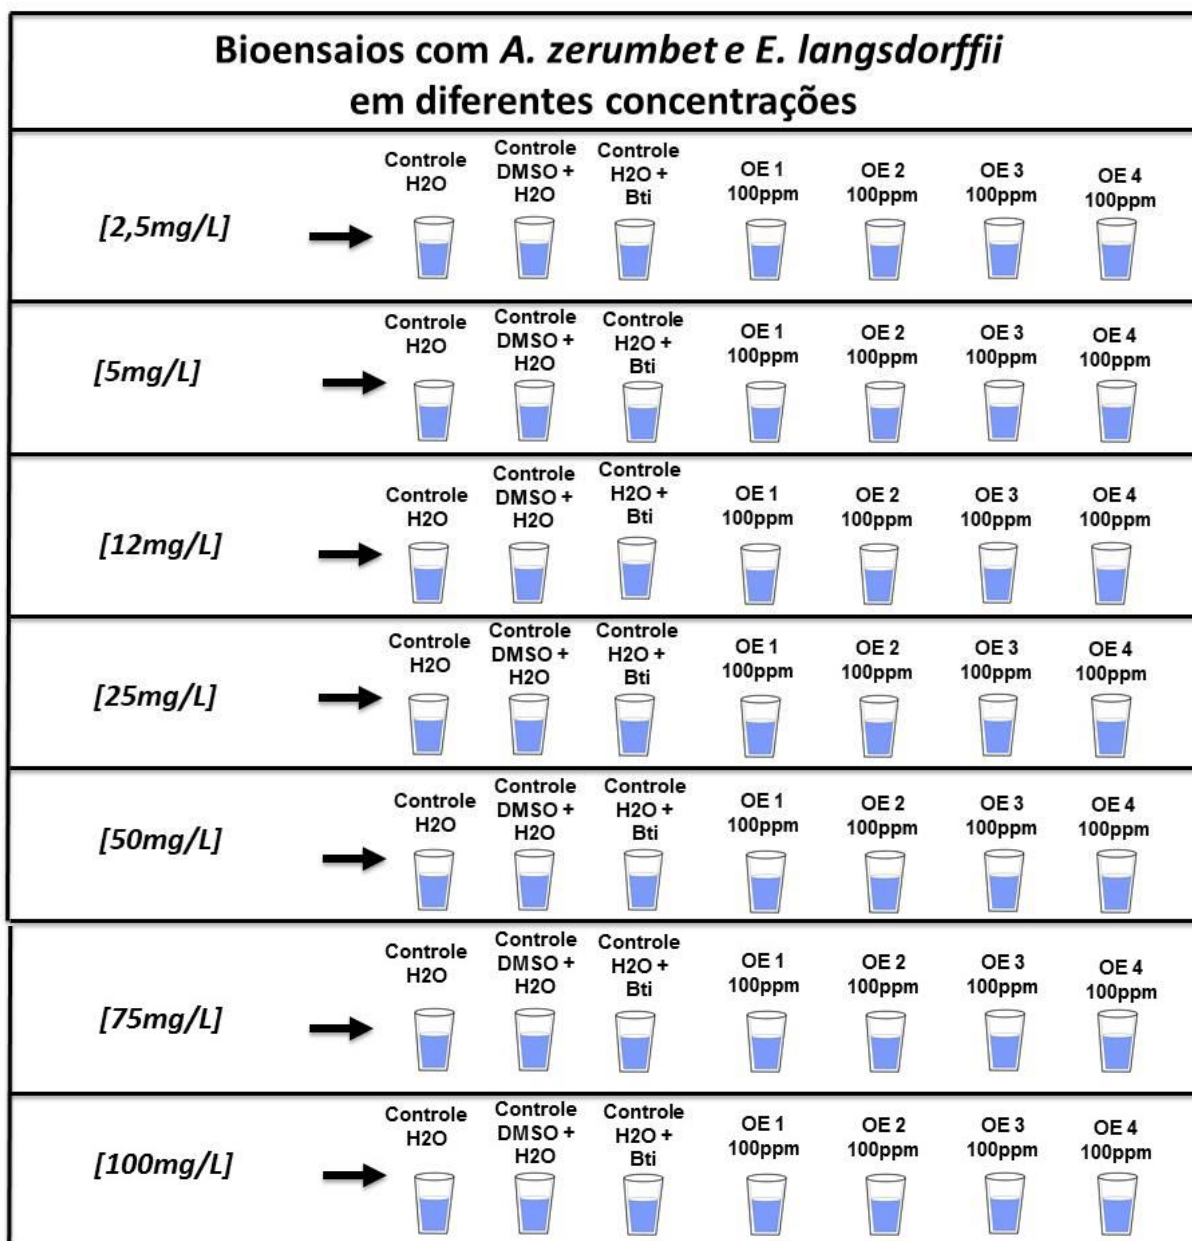 Bioensaios com A. zerumbet e E. langsdorffii
em diferentes concentrações
[2,5mg/L]
Controle
H2O
Controle
DMSO +
H2O
Controle
H2O +
Bti
OE 1
100ppm
OE 2
100ppm
OE 3
100ppm
OE 4
100ppm
[5mg/L]
Controle
H2O
Controle
DMSO +
H2O
Controle
H2O +
Bti
OE 1
100ppm
OE 2
100ppm
OE 3
100ppm
OE 4
100ppm
[12mg/L]
Controle
H2O
Controle
DMSO +
H2O
Controle
H2O +
Bti
OE 1
100ppm
OE 2
100ppm
OE 3
100ppm
OE 4
100ppm
[25mg/L]
Controle
H2O
Controle
DMSO +
H2O
Controle
H2O +
Bti
OE 1
100ppm
OE 2
100ppm
OE 3
100ppm
OE 4
100ppm
[50mg/L]
Controle
H2O
Controle
DMSO +
H2O
Controle
H2O +
Bti
OE 1
100ppm
OE 2
100ppm
OE 3
100ppm
OE 4
100ppm
[75mg/L]
Controle
H2O
Controle
DMSO +
H2O
Controle
H2O +
Bti
OE 1
100ppm
OE 2
100ppm
OE 3
100ppm
OE 4
100ppm
[100mg/L]
Controle
H2O
Controle
DMSO +
H2O
Controle
H2O +
Bti
OE 1
100ppm
OE 2
100ppm
OE 3
100ppm
OE 4
100ppm